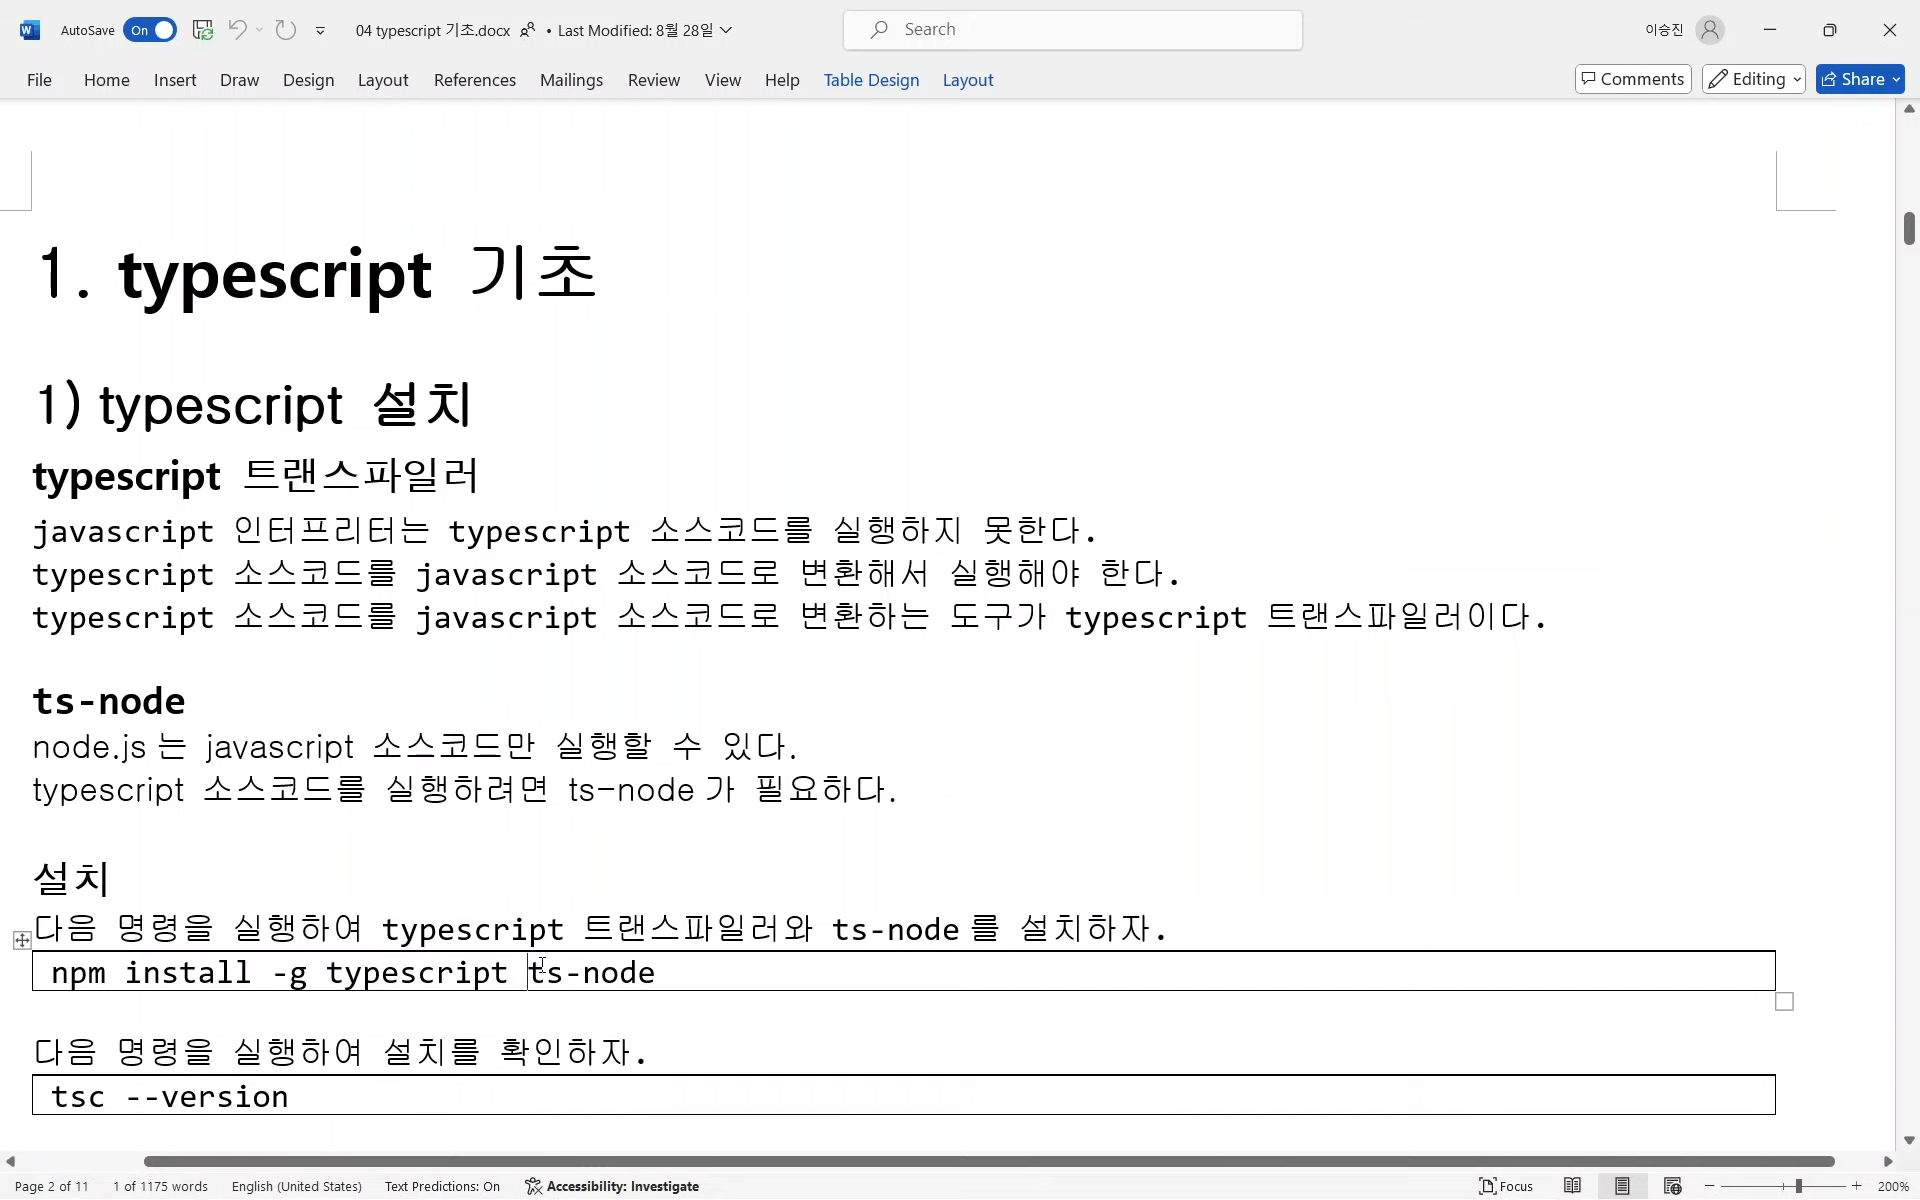 AutoSave On 04 typescript 기초.docx • Last Modified: 8월 28일 Search 이승진
File Home Insert Draw Design Layout References Mailings Review View Help Table Design Layout Comments Editing Share
1. typescript 기초
1) typescript 설치
typescript 트랜스파일러
javascript 인터프리터는 typescript 소스코드를 실행하지 못한다.
typescript 소스코드를 javascript 소스코드로 변환해서 실행해야 한다.
typescript 소스코드를 javascript 소스코드로 변환하는 도구가 typescript 트랜스파일러이다.
ts-node
node.js는 javascript 소스코드만 실행할 수 있다.
typescript 소스코드를 실행하려면 ts-node가 필요하다.
설치
다음 명령을 실행하여 typescript 트랜스파일러와 ts-node를 설치하자.
npm install -g typescript ts-node
다음 명령을 실행하여 설치를 확인하자.
tsc --version
Page 2 of 11 1 of 1175 words English (United States) Text Predictions: On Accessibility: Investigate Focus 200%